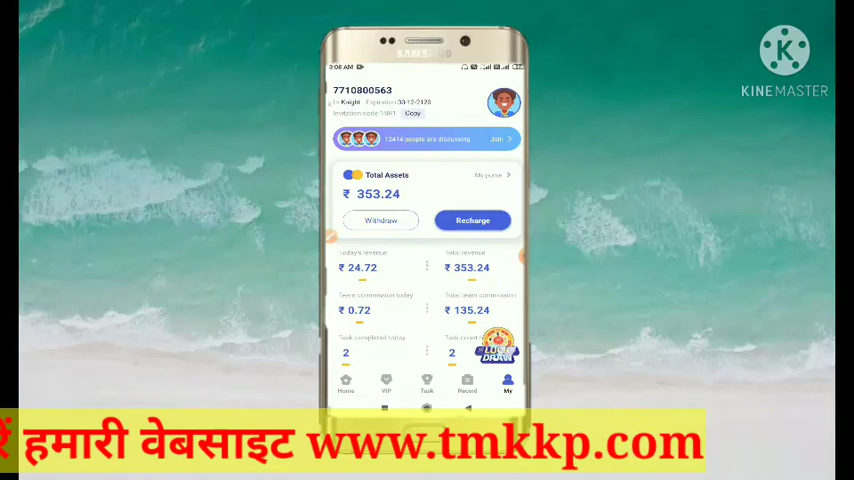 KINEMASTER
SAMSUNG
3:08 AM
7710800563
Knight Expiration 30-12-2120
Invitation code Copy
12414 people are discussing Join
Total Assets My purse
₹ 353.24
Withdraw Recharge
Today's revenue Total revenue
₹ 24.72 ₹ 353.24
Team commission today Total team commission
₹ 0.72 ₹ 135.24
Task completed today Task count
2 2
LUCKY DRAW
Home VIP Task Record My
हमारी वेबसाइट www.tmkkp.com